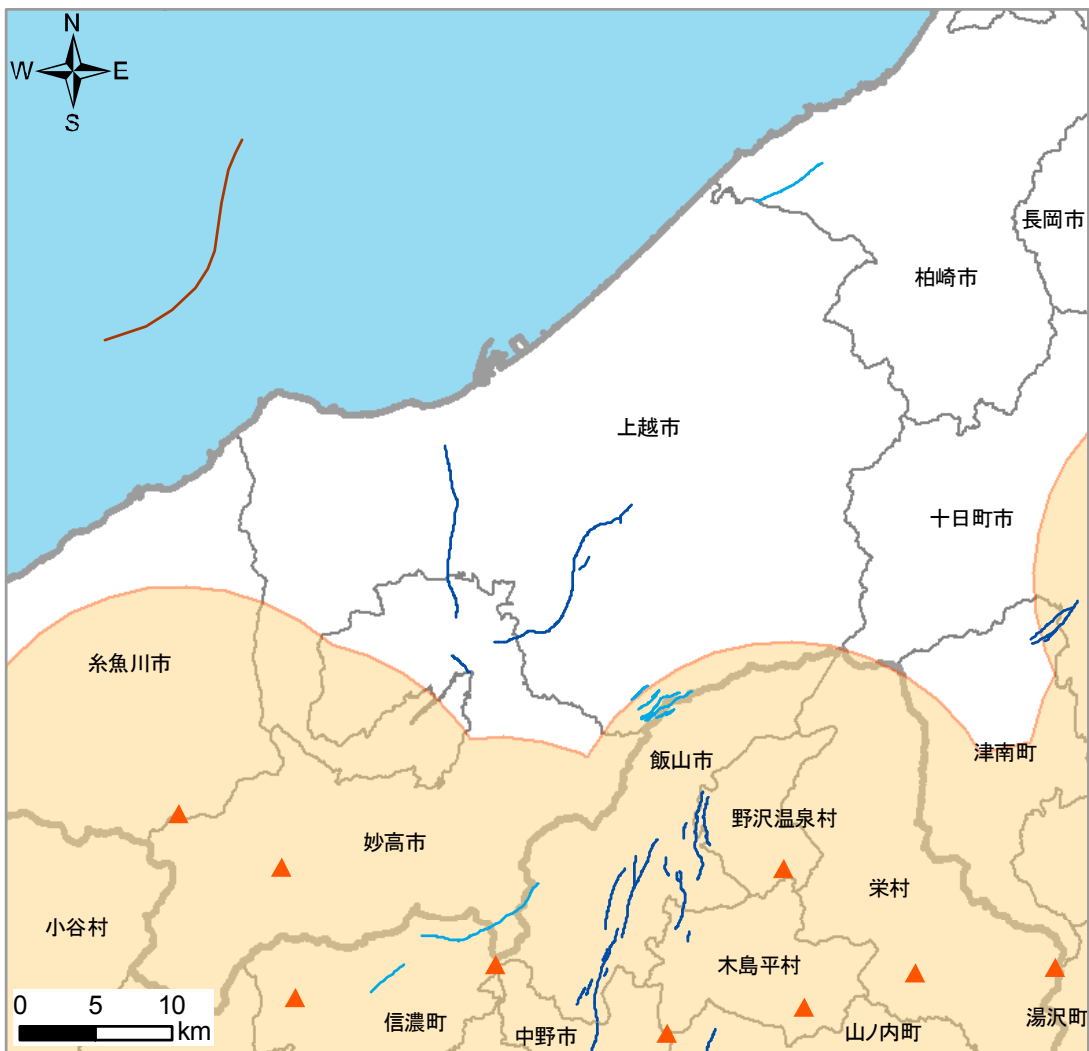 N
W E
S
長岡市
柏崎市
上越市
十日町市
糸魚川市
飯山市
津南町
野沢温泉村
妙高市
栄村
小谷村
木島平村
信濃町
中野市
山ノ内町
湯沢町
0 5 10
km